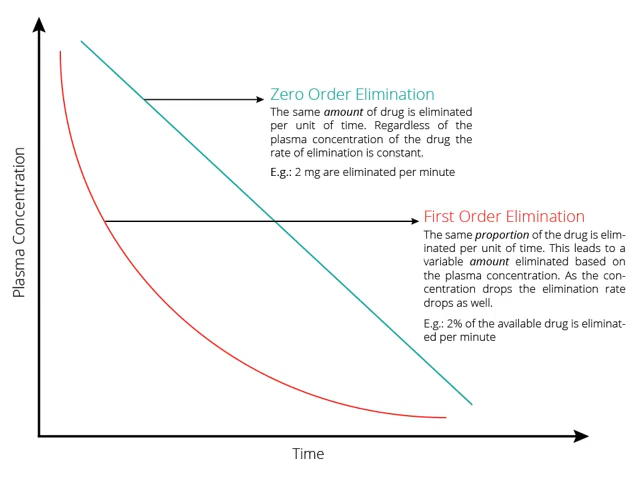 Zero Order Elimination
The same amount of drug is eliminated
per unit of time. Regardless of the
plasma concentration of the drug the
rate of elimination is constant.
E.g.: 2 mg are eliminated per minute
First Order Elimination
The same proportion of the drug is elim-
inated per unit of time. This leads to a
variable amount eliminated based on
the plasma concentration. As the con-
centration drops the elimination rate
drops as well.
E.g.: 2% of the available drug is eliminat-
ed per minute
Plasma Concentration
Time